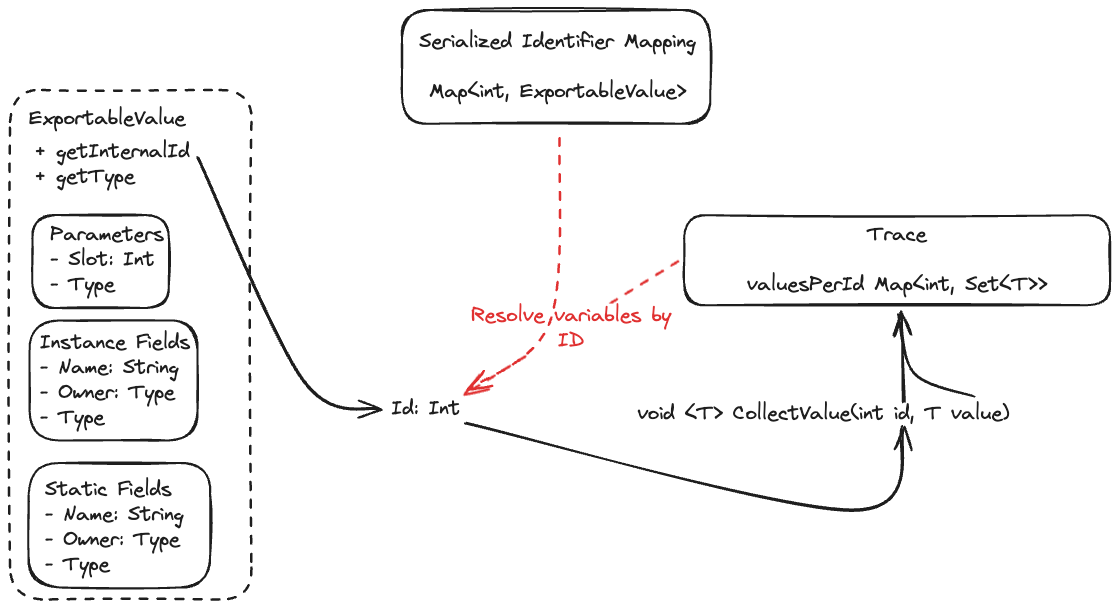 Serialized Identifier Mapping
Map<int, ExportableValue>
ExportableValue
+ getInternalId
+ getType
Parameters
- Slot: Int
- Type
Instance Fields
- Name: String
- Owner: Type
- Type
Static Fields
- Name: String
- Owner: Type
- Type
Trace
valuesPerId Map<int, Set<T>>
Resolve variables by
ID
Id: Int
void <T> CollectValue(int id, T value)